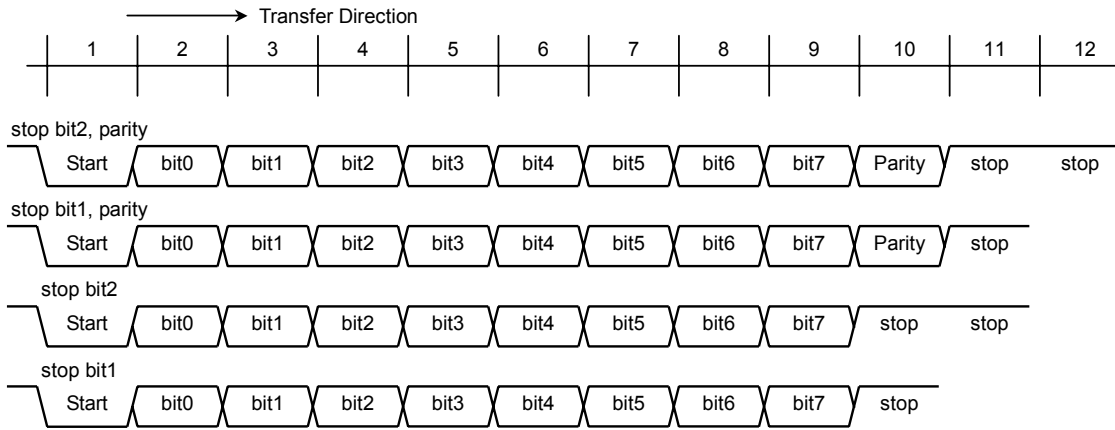 Transfer Direction
1 2 3 4 5 6 7 8 9 10 11 12
stop bit2, parity
Start bit0 bit1 bit2 bit3 bit4 bit5 bit6 bit7 Parity stop stop
stop bit1, parity
Start bit0 bit1 bit2 bit3 bit4 bit5 bit6 bit7 Parity stop
stop bit2
Start bit0 bit1 bit2 bit3 bit4 bit5 bit6 bit7 stop stop
stop bit1
Start bit0 bit1 bit2 bit3 bit4 bit5 bit6 bit7 stop